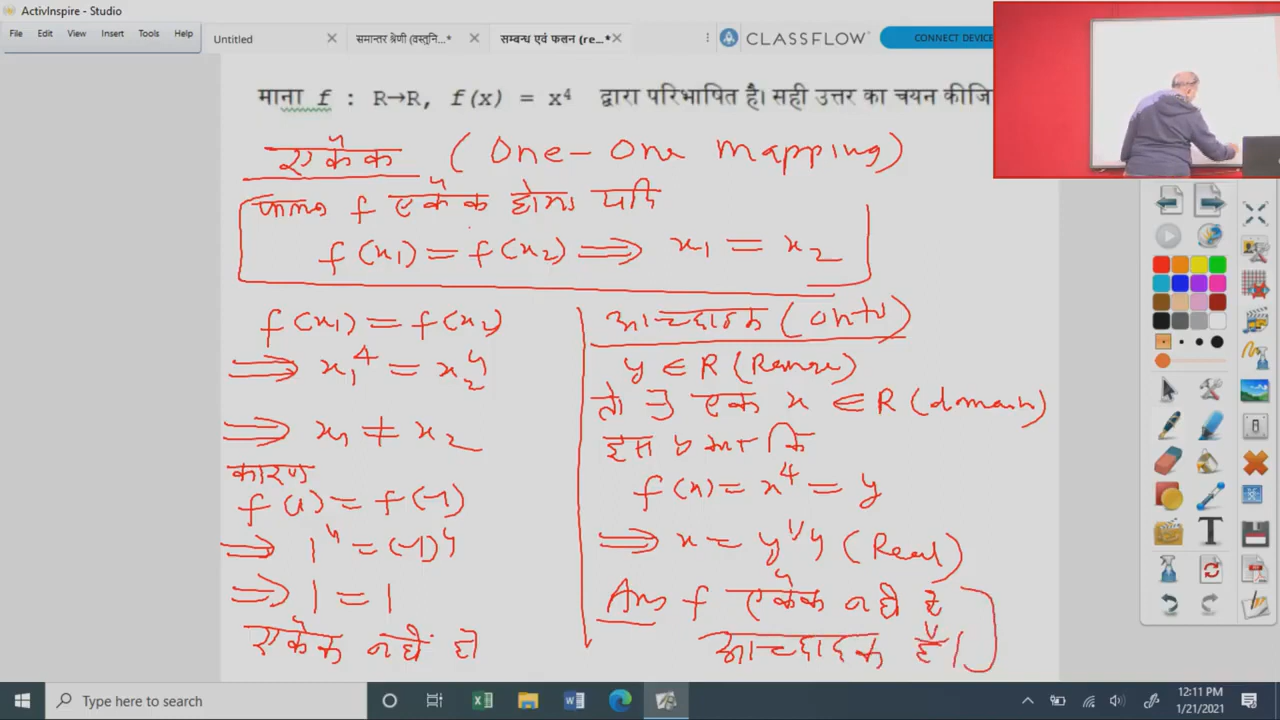 ActivInspire - Studio
File Edit View Insert Tools Help
Untitled
समान्तर श्रेणी (वस्तुनि...*
सम्बन्ध एवं फलन (re...*
CLASSFLOW
CONNECT DEVICE
माना f : R→R, f(x) = x⁴ द्वारा परिभाषित है। सही उत्तर का चयन कीजि
एकैक (One-One Mapping)
f एकैक होगा यदि
f(x₁) = f(x₂) ⟹ x₁ = x₂
f(x₁) = f(x₂)
⟹ x₁⁴ = x₂⁴
⟹ x₁ ≠ x₂
कारण
f(1) = f(-1)
⟹ 1⁴ = (-1)⁴
⟹ 1 = 1
एकैक नहीं है
आच्छादक (onto)
y ∈ R (Range)
तो ∃ एक x ∈ R (domain)
इस प्रकार कि
f(x) = x⁴ = y
⟹ x = y^1/4 (Real)
Ans f एकैक नहीं है
आच्छादक है।
Type here to search
12:11 PM
1/21/2021